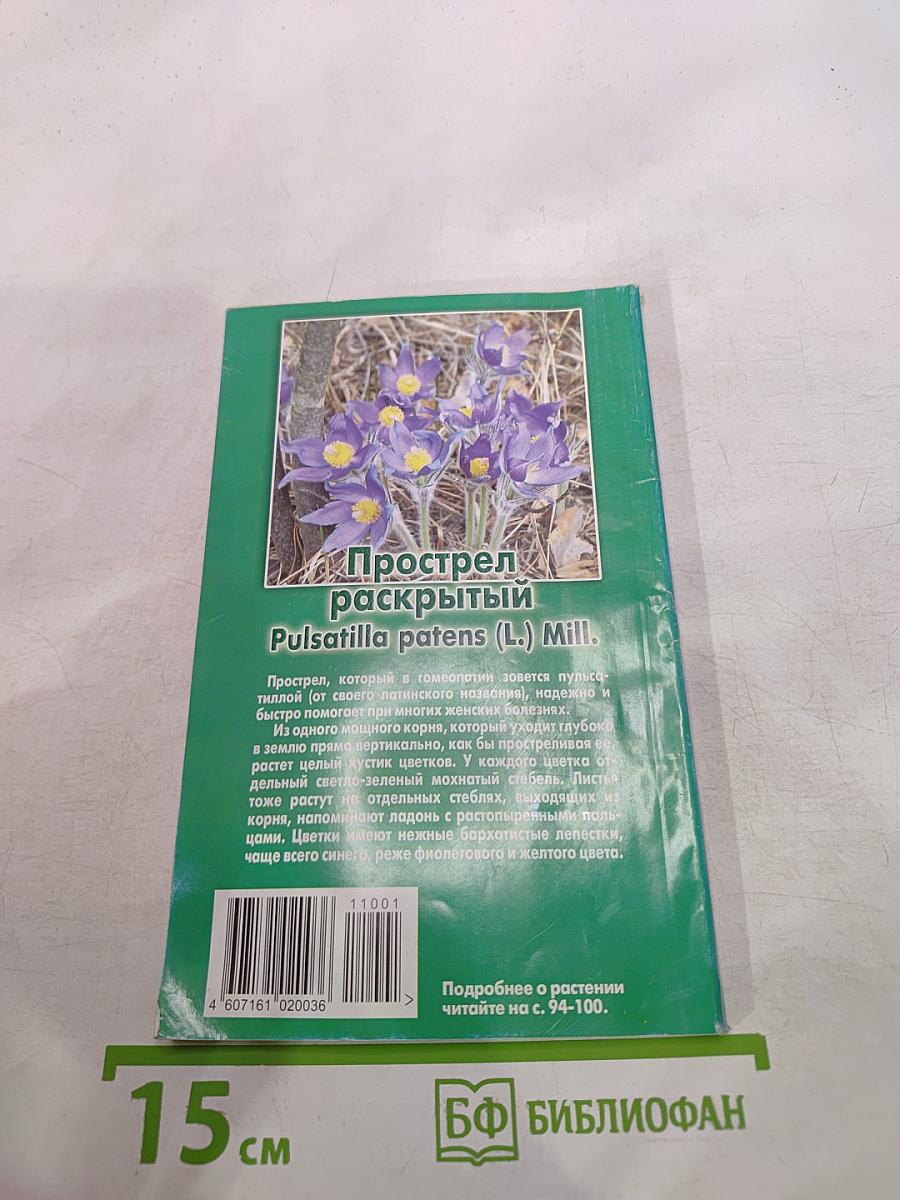 Прострел
раскрытый
Pulsatilla patens (L.) Mill.
Прострел, который в гомеопатии зовется пульса-
тиллой (от своего латинского названия), надежно и
быстро помогает при многих женских болезнях.
Из одного мощного корня, который уходит глубоко
в землю прямо вертикально, как бы простреливая ее,
растет целый кустик цветков. У каждого цветка от-
дельный светло-зеленый мохнатый стебель. Листья
тоже растут на отдельных стеблях, выходящих из
корня, напоминают ладонь с растопыренными паль-
цами. Цветки имеют нежные бархатистые лепестки,
чаще всего синего, реже фиолетового и желтого цвета.
11001
4 607161 020036 >
Подробнее о растении
читайте на с. 94-100.
15 см
БФ БИБЛИОФАН